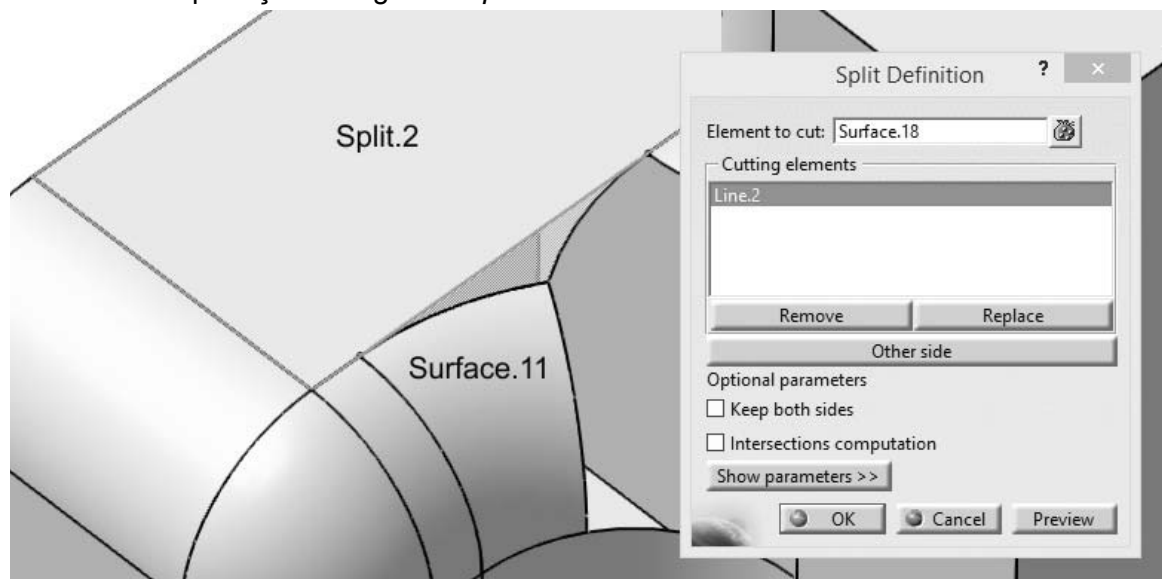 Split.2
Surface.11
Split Definition
?
×
Element to cut: Surface.18
Cutting elements
Line.2
Remove
Replace
Other side
Optional parameters
Keep both sides
Intersections computation
Show parameters >>
OK
Cancel
Preview